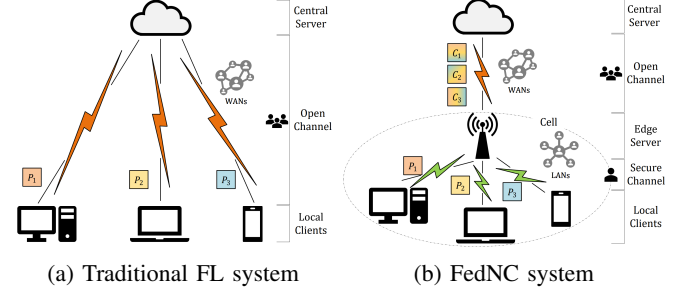 Central
Server
WANs
Open
Channel
P1
P2
P3
Local
Clients
(a) Traditional FL system
Central
Server
C1
C2
C3
WANs
Open
Channel
Cell
Edge
Server
LANs
Secure
Channel
P1
P2
P3
Local
Clients
(b) FedNC system